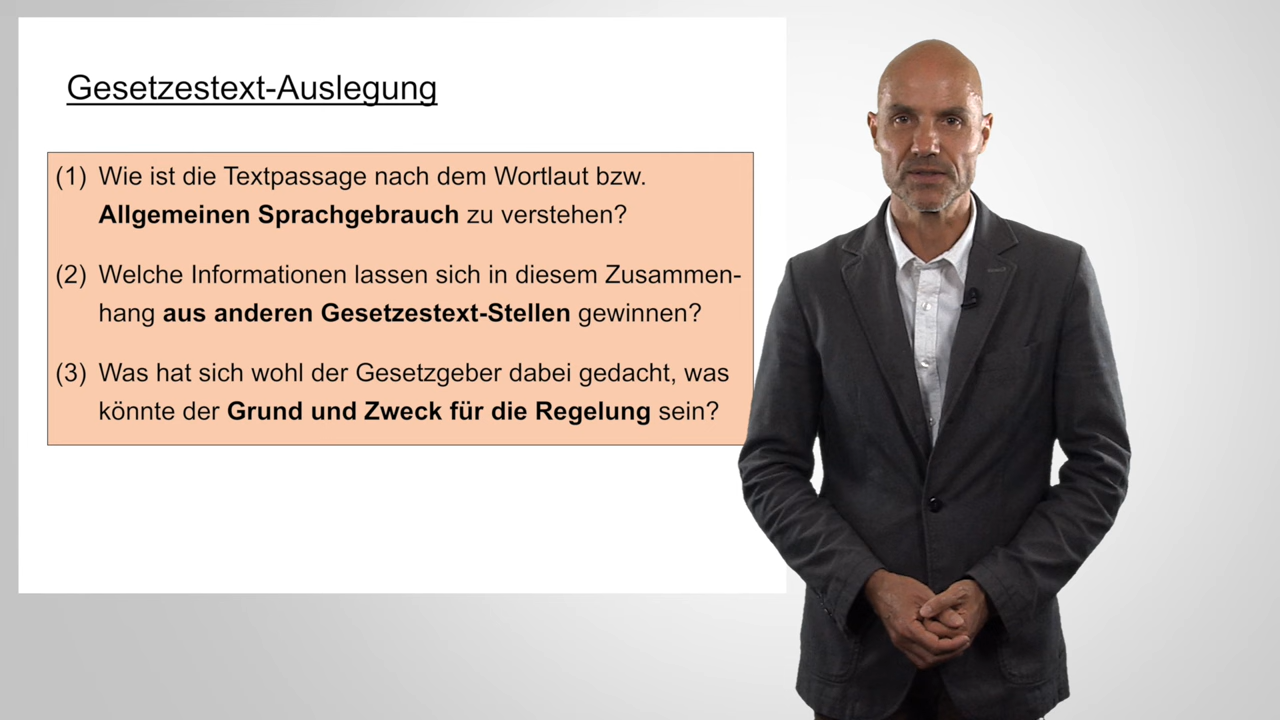 Gesetzestext-Auslegung
(1) Wie ist die Textpassage nach dem Wortlaut bzw.
Allgemeinen Sprachgebrauch zu verstehen?
(2) Welche Informationen lassen sich in diesem Zusammen-
hang aus anderen Gesetzestext-Stellen gewinnen?
(3) Was hat sich wohl der Gesetzgeber dabei gedacht, was
könnte der Grund und Zweck für die Regelung sein?